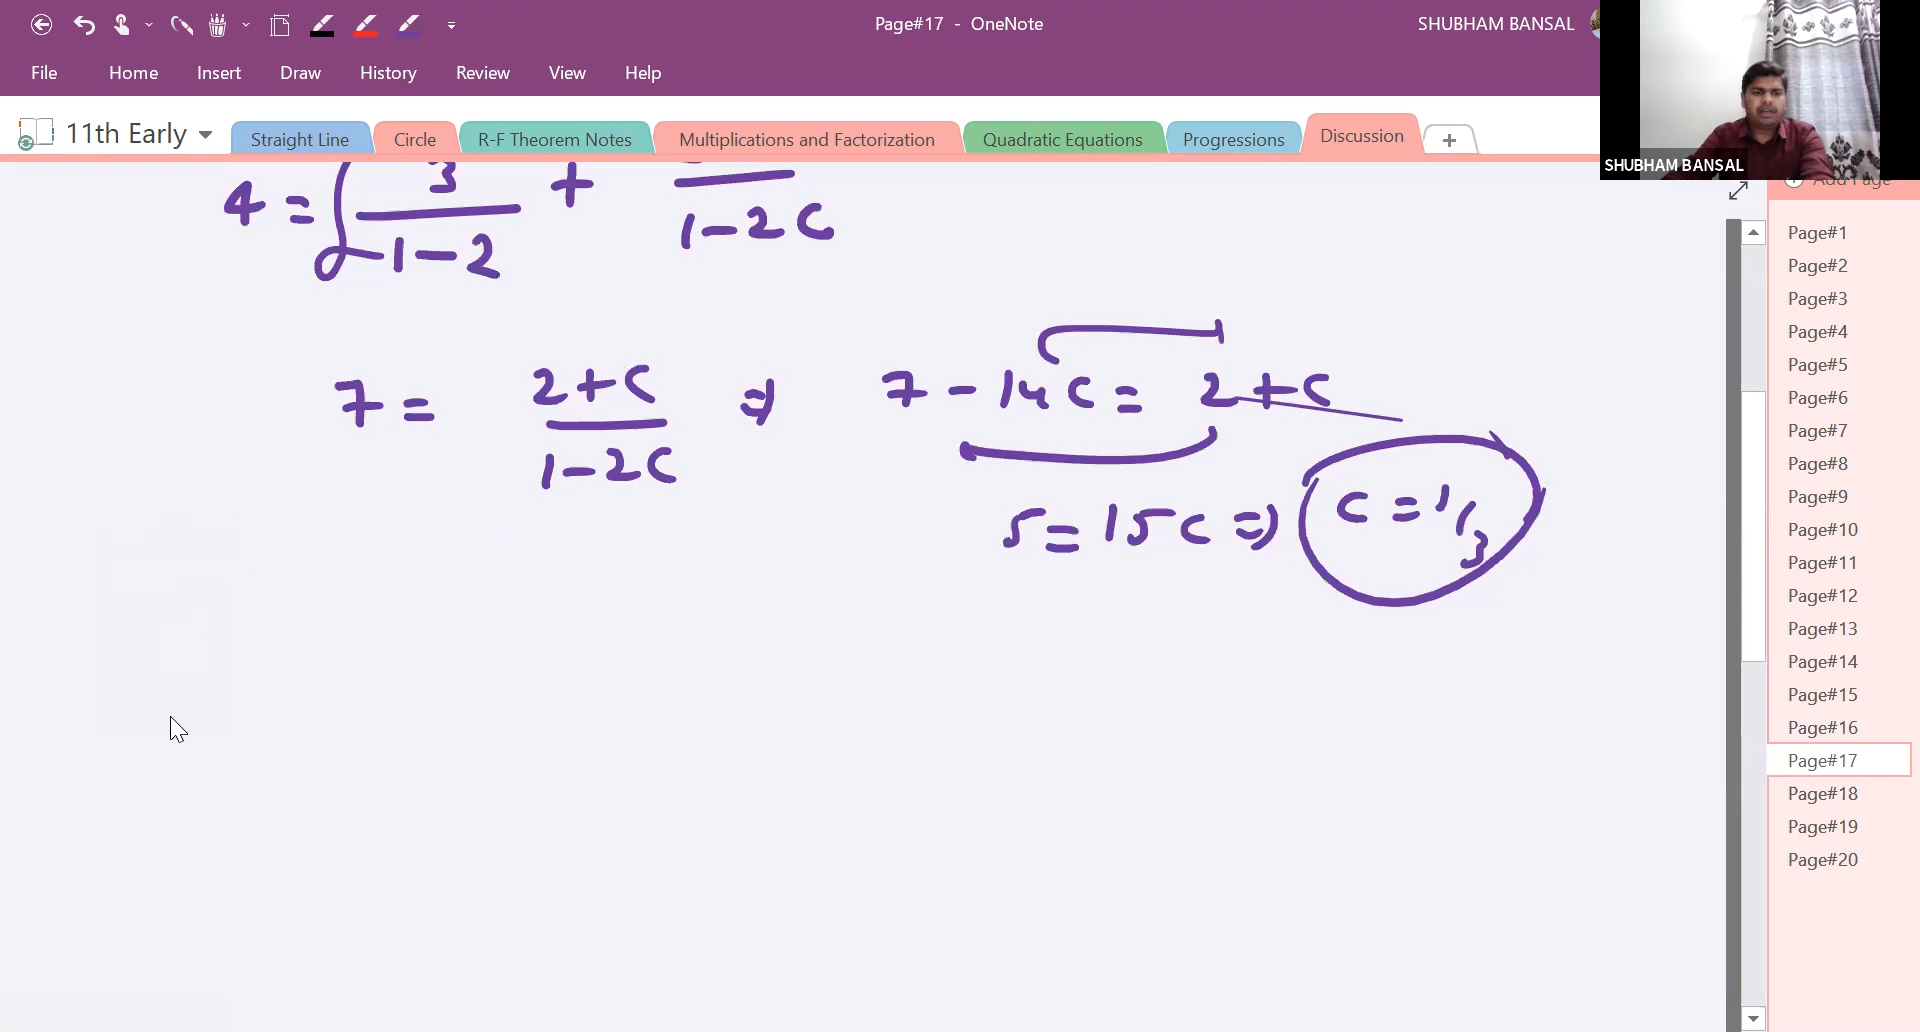 Page#17 - OneNote
SHUBHAM BANSAL
File Home Insert Draw History Review View Help
SHUBHAM BANSAL
11th Early
Straight Line
Circle
R-F Theorem Notes
Multiplications and Factorization
Quadratic Equations
Progressions
Discussion
Add Page
Page#1
Page#2
Page#3
Page#4
Page#5
Page#6
Page#7
Page#8
Page#9
Page#10
Page#11
Page#12
Page#13
Page#14
Page#15
Page#16
Page#17
Page#18
Page#19
Page#20
3
4 = +
1-2
1-2C
2+C
7 = ⇒ 7-14C = 2+C
1-2C
5 = 15C ⇒ C = 1/3